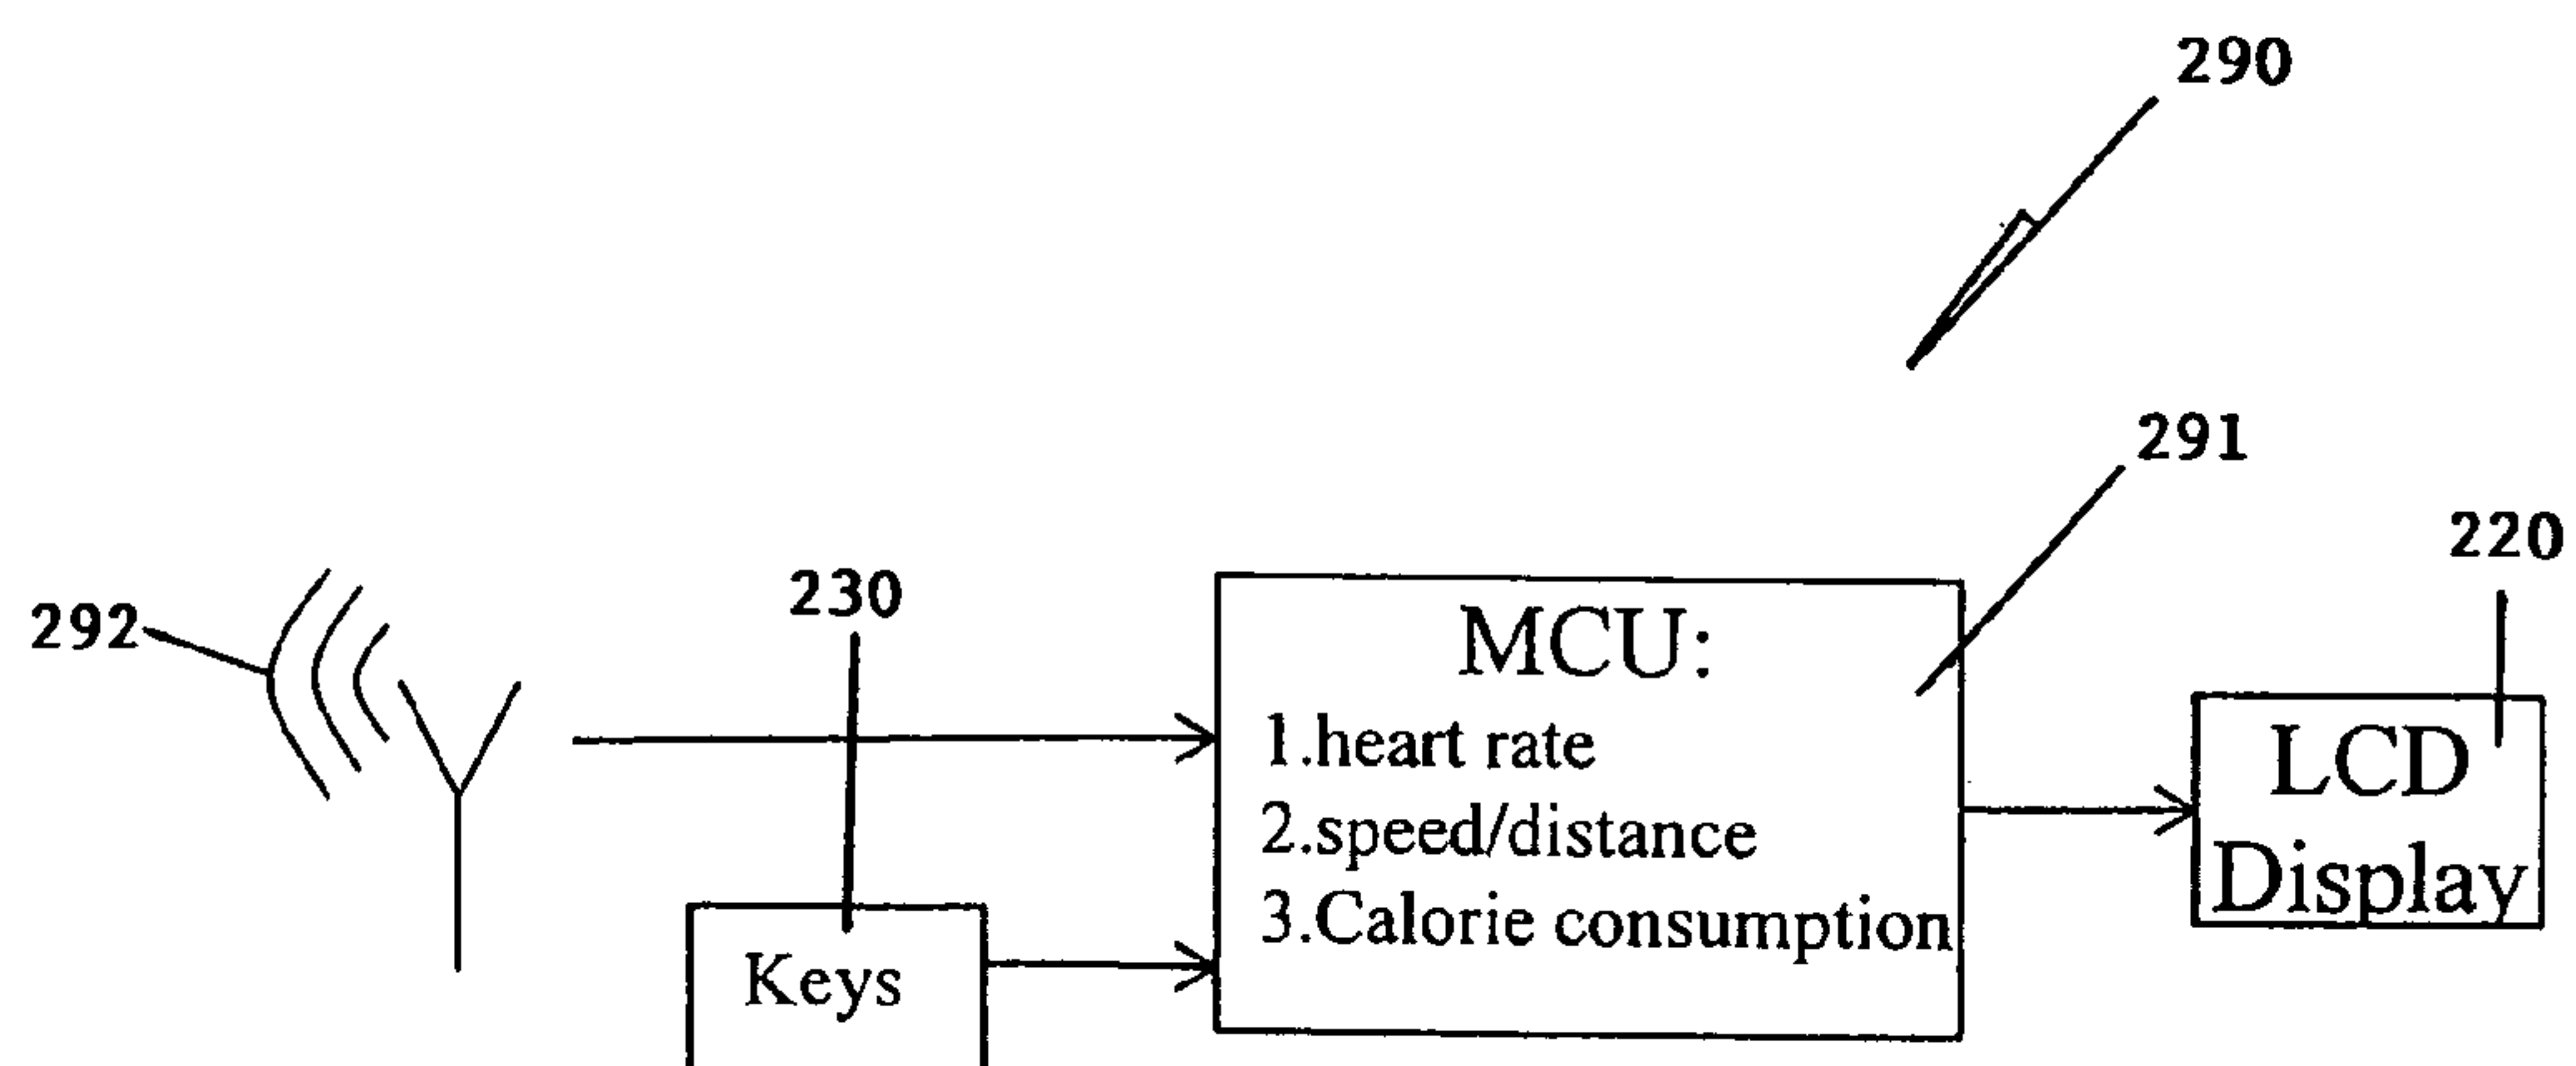 290
291
220
230
292
MCU:
1.heart rate
2.speed/distance
3.Calorie consumption
LCD
Display
Keys